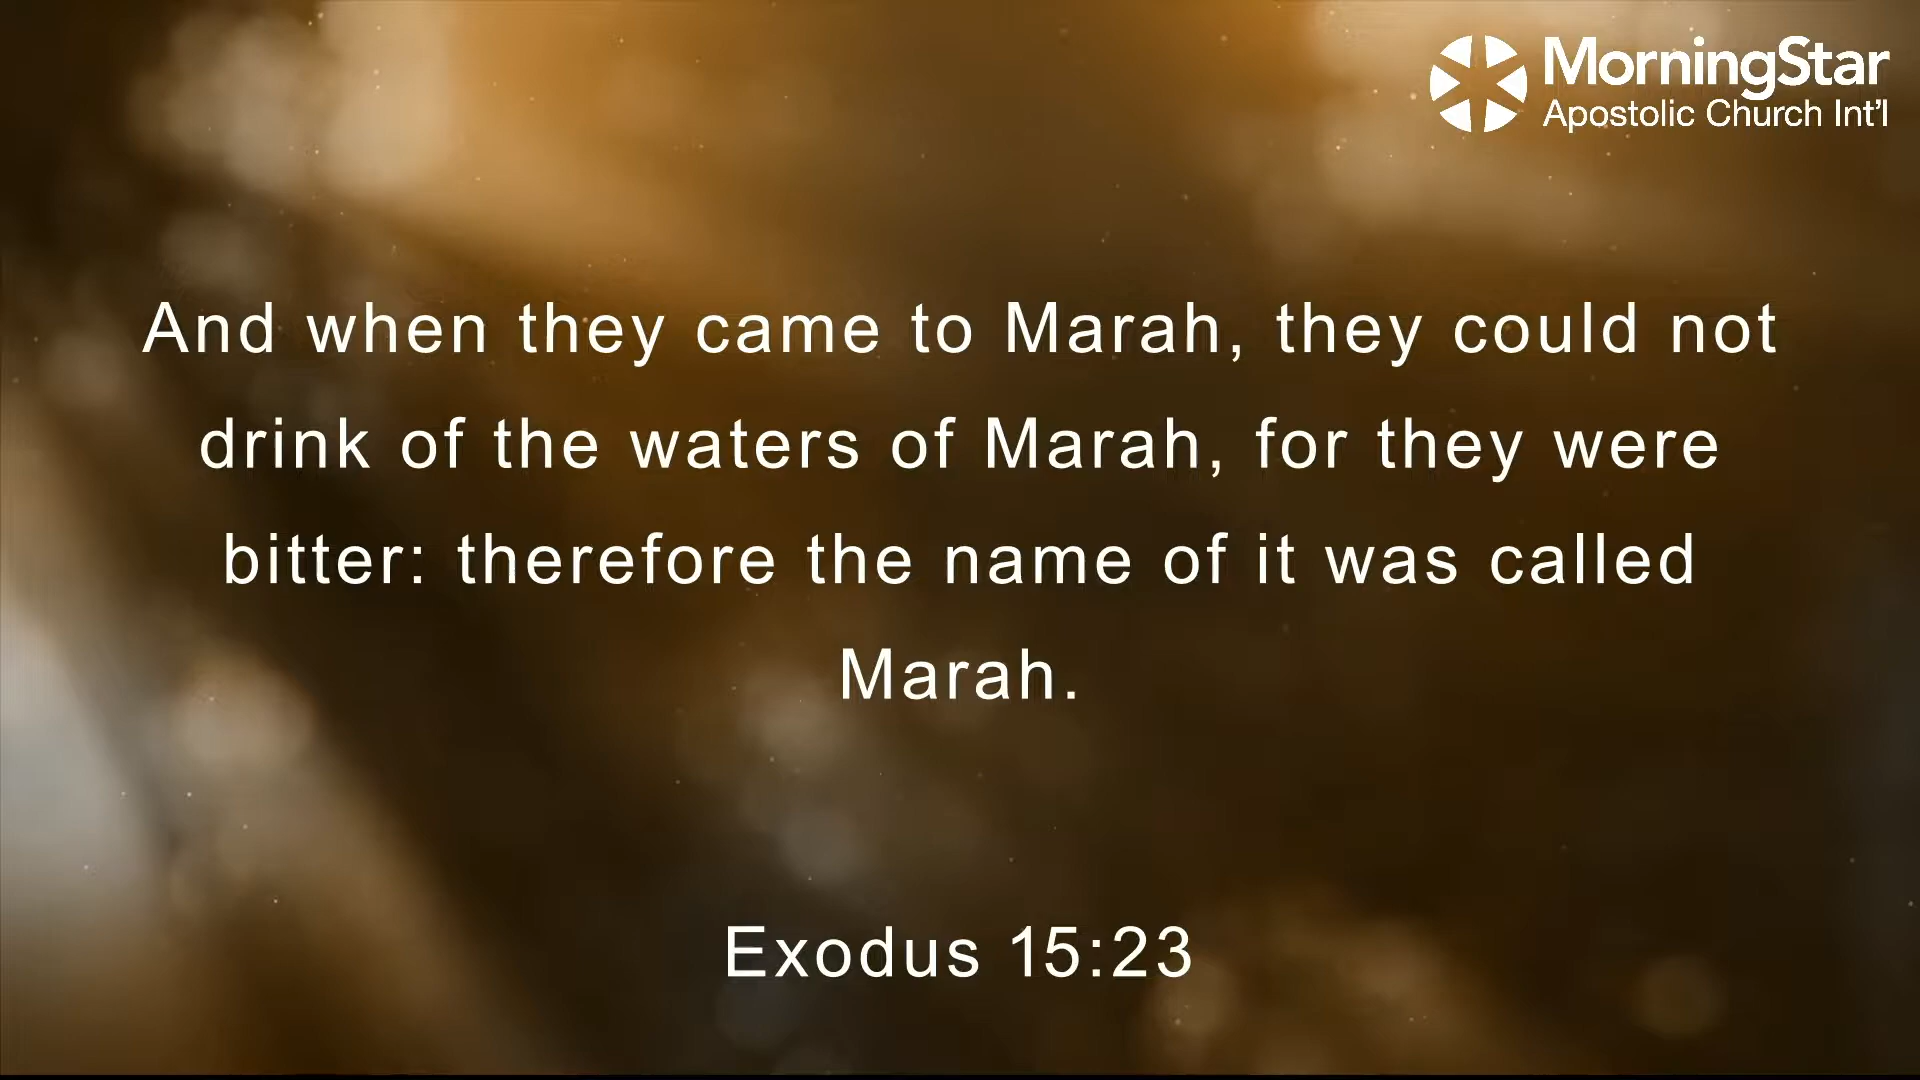 MorningStar
Apostolic Church Int'l
And when they came to Marah, they could not
drink of the waters of Marah, for they were
bitter: therefore the name of it was called
Marah.
Exodus 15:23